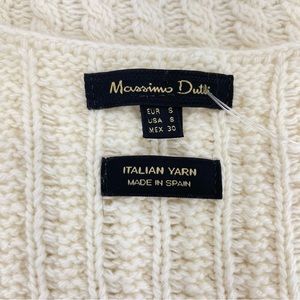 Massimo Dutti
EUR S
USA S
MEX 30
ITALIAN YARN
MADE IN SPAIN